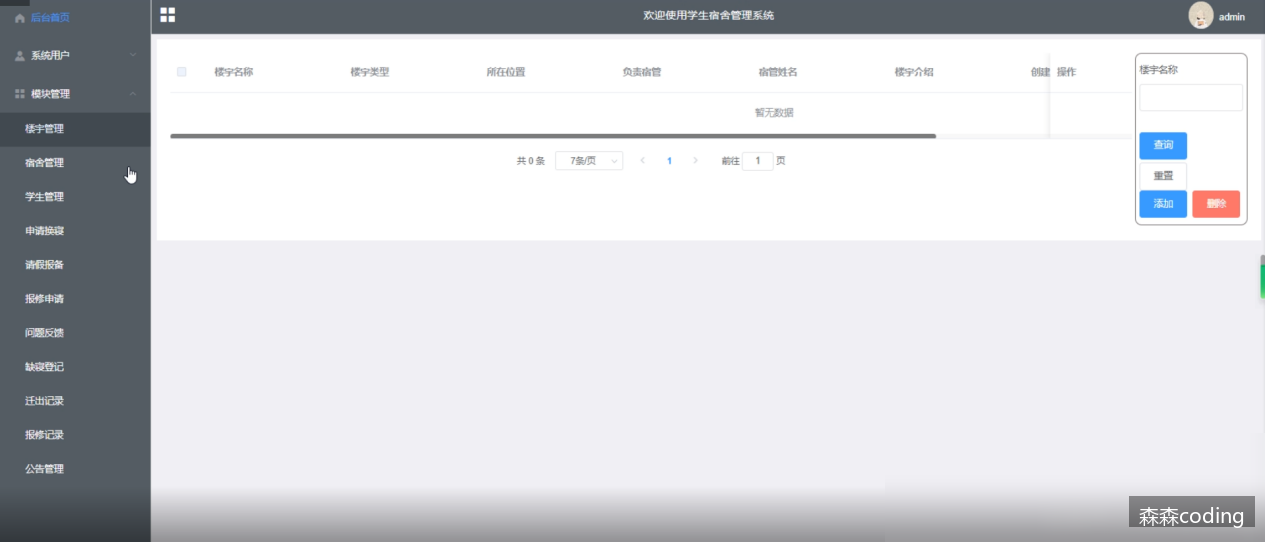 后台首页
系统用户
模块管理
楼宇管理
宿舍管理
学生管理
申请换寝
请假报备
报修申请
问题反馈
缺寝登记
迁出记录
报修记录
公告管理
欢迎使用学生宿舍管理系统
admin
楼宇名称 楼宇类型 所在位置 负责宿管 宿管姓名 楼宇介绍 创建 操作
暂无数据
共 0 条 7条/页 1 前往 1 页
楼宇名称
查询
重置
添加 删除
森森coding